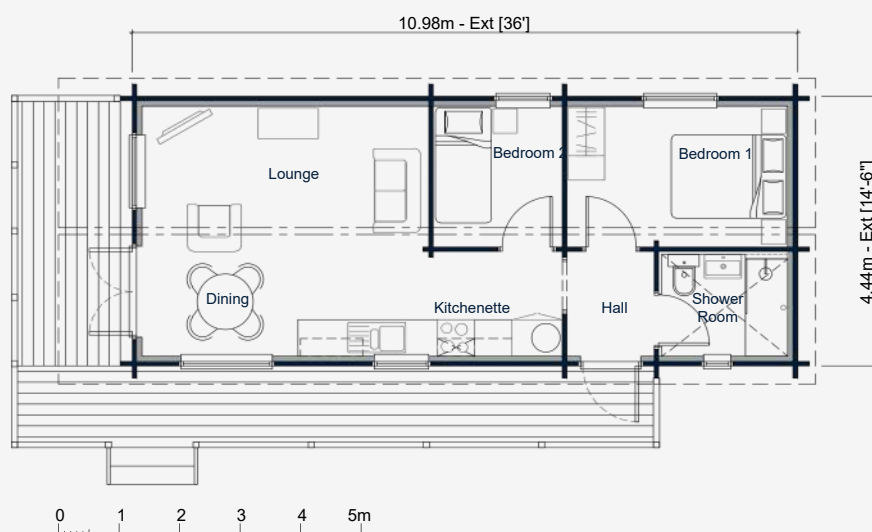 10.98m - Ext [36']
Lounge
Bedroom 2
Bedroom 1
4.44m - Ext [14'-6"]
Dining
Kitchenette
Hall
Shower
Room
0 1 2 3 4 5m